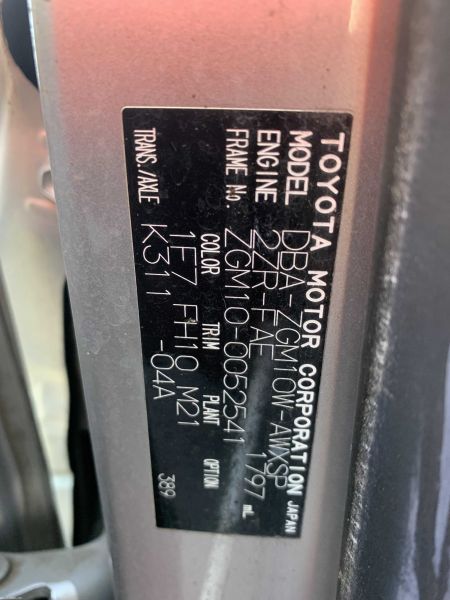 TOYOTA MOTOR CORPORATION JAPAN
MODEL DBA-ZGM10W-AWXSP
ENGINE 2ZR-FAE 1797 mL
FRAME No. ZGM10-0052541
COLOR TRIM PLANT OPTION
1F7 FH10 M21
TRANS./AXLE K311 -04A 389